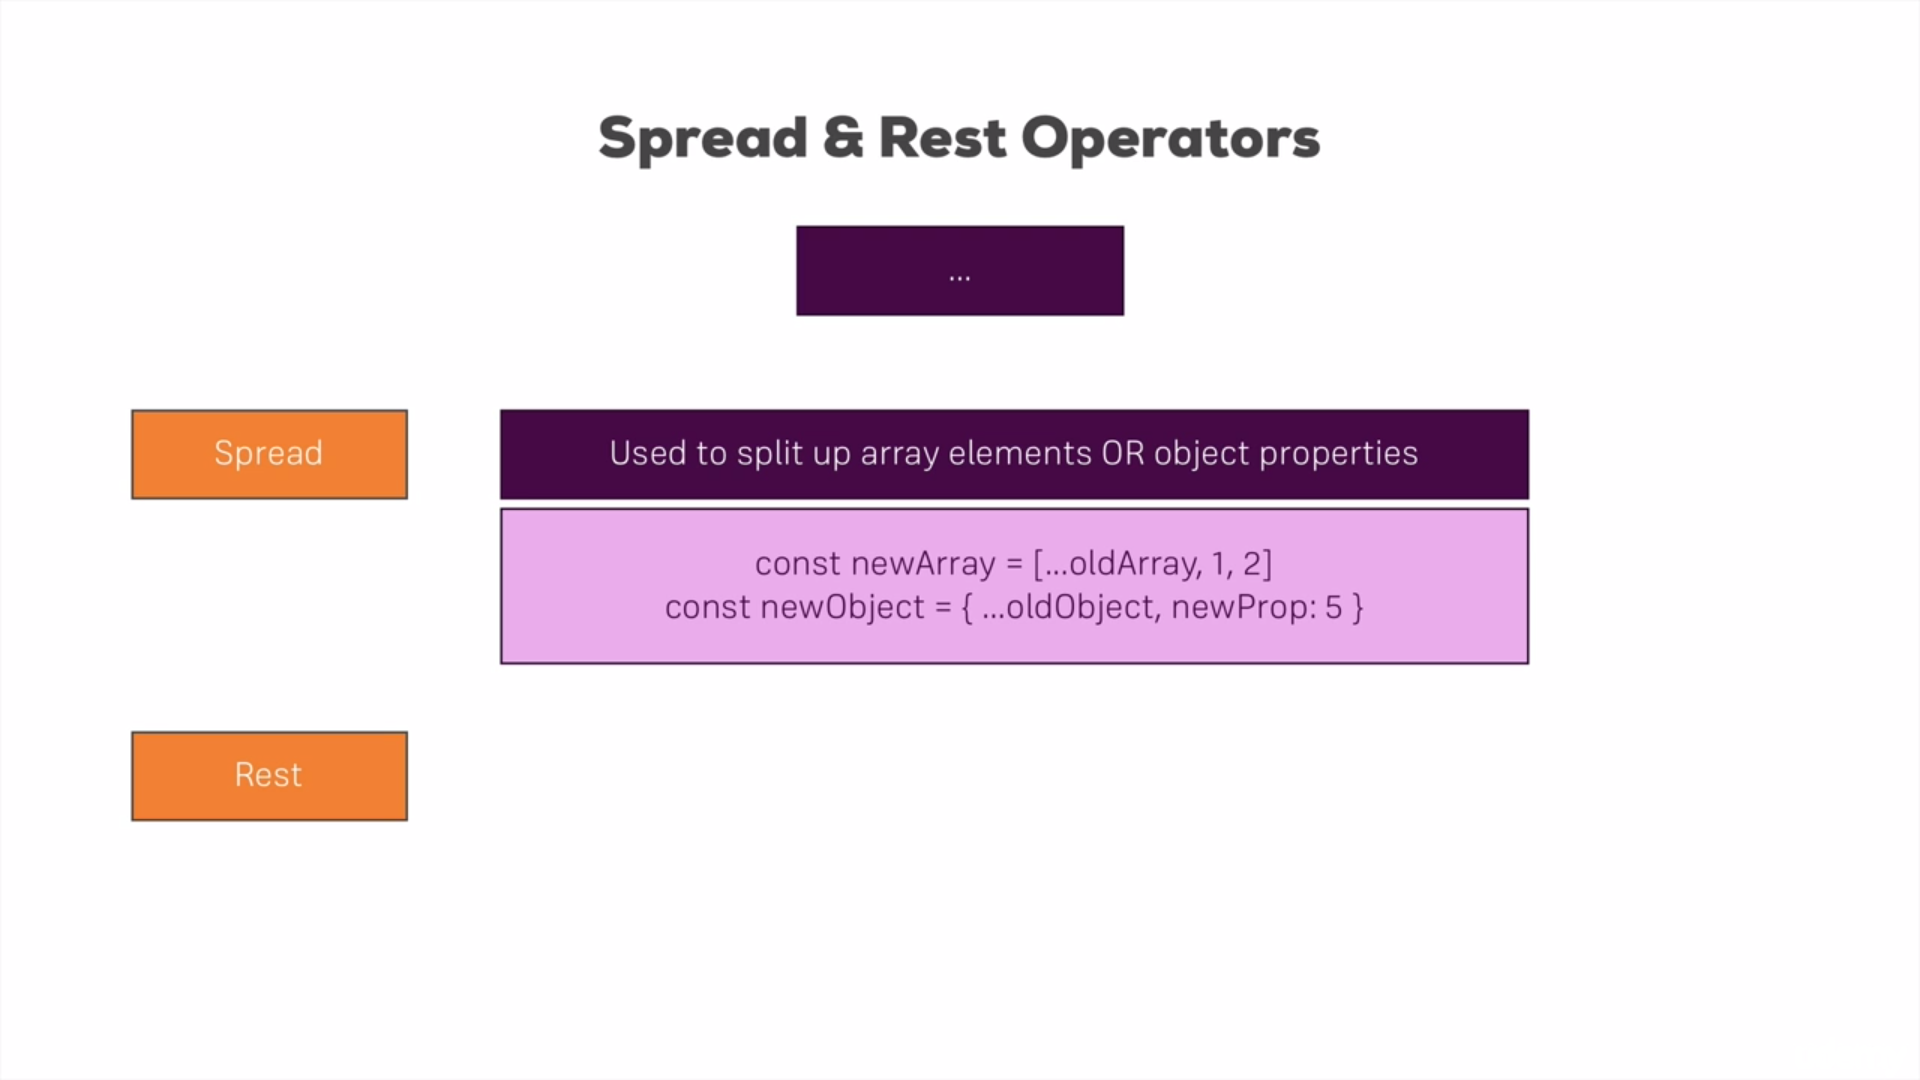 Spread & Rest Operators
...
Spread
Used to split up array elements OR object properties
const newArray = [...oldArray, 1, 2]
const newObject = { ...oldObject, newProp: 5 }
Rest